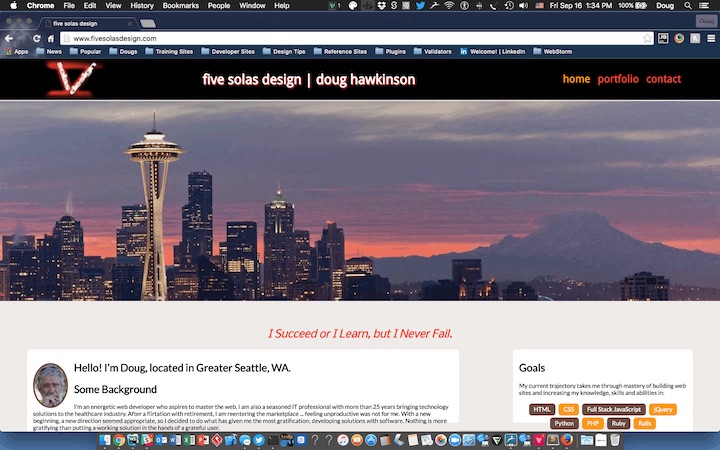 Chrome File Edit View History Bookmarks People Window Help 1 Fri Sep 16 1:34 PM 100% Doug
five solas design Doug
www.fivesolasdesign.com
Apps News Popular Dougs Training Sites Developer Sites Design Tips Reference Sites Plugins Validators Welcome! | LinkedIn WebStorm
V five solas design | doug hawkinson home portfolio contact
I Succeed or I Learn, but I Never Fail.
Hello! I'm Doug, located in Greater Seattle, WA.
Some Background
I'm an energetic web developer who aspires to master the web. I am also a seasoned IT professional with more than 25 years bringing technology
solutions to the healthcare industry. After a flirtation with retirement, I am reentering the marketplace ... feeling unproductive was not for me. With a new
beginning, a new direction seemed appropriate, so I decided to do what has given me the most gratification; developing solutions with software. Nothing is more
gratifying than putting a working solution in the hands of a grateful user.
Goals
My current trajectory takes me through mastery of building web
sites and increasing my knowledge, skills and abilities in:
HTML CSS Full Stack JavaScript jQuery
Python PHP Ruby Rails